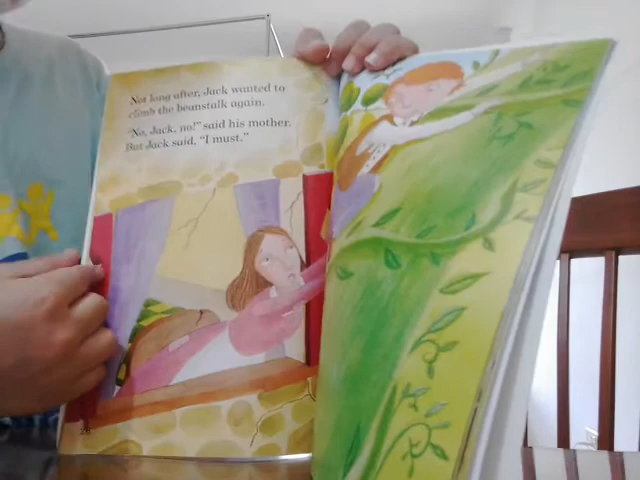 Not long after, Jack wanted to
climb the beanstalk again.
"No, Jack, no!" said his mother.
But Jack said, "I must."